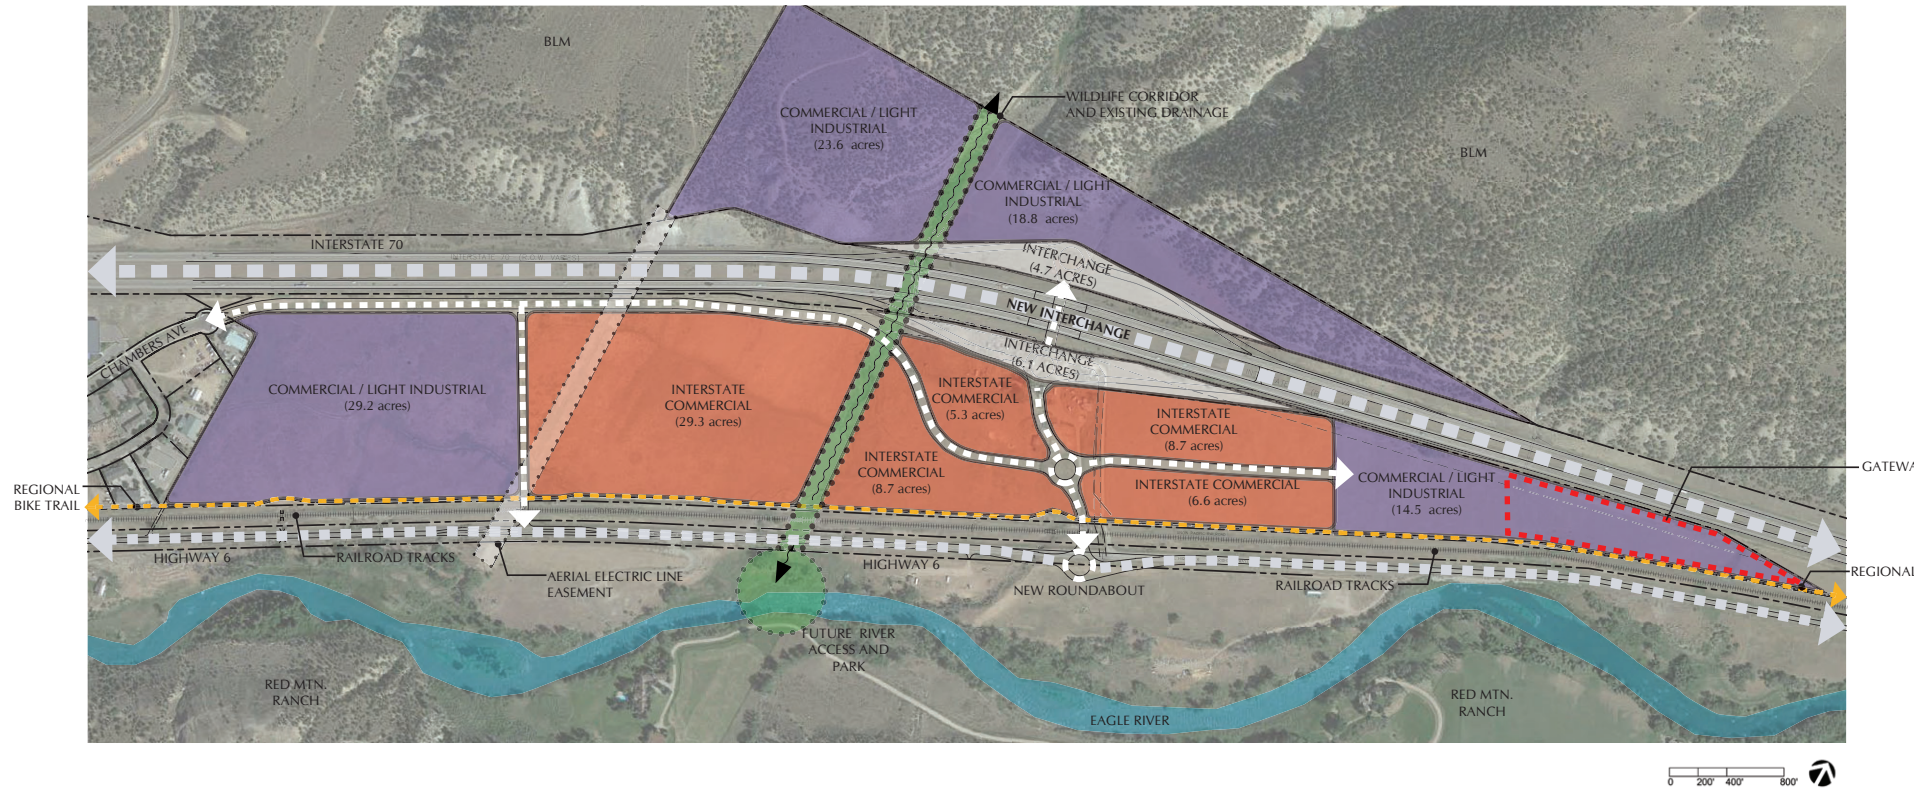 BLM
COMMERCIAL / LIGHT
INDUSTRIAL
(23.6 acres)
WILDLIFE CORRIDOR
AND EXISTING DRAINAGE
BLM
COMMERCIAL / LIGHT
INDUSTRIAL
(18.8 acres)
INTERSTATE 70
INTERCHANGE
(4.7 ACRES)
NEW INTERCHANGE
INTERCHANGE
(6.1 ACRES)
CHAMBERS AVE
COMMERCIAL / LIGHT INDUSTRIAL
(29.2 acres)
INTERSTATE
COMMERCIAL
(29.3 acres)
INTERSTATE
COMMERCIAL
(5.3 acres)
INTERSTATE
COMMERCIAL
(8.7 acres)
INTERSTATE
COMMERCIAL
(8.7 acres)
INTERSTATE COMMERCIAL
(6.6 acres)
COMMERCIAL / LIGHT
INDUSTRIAL
(14.5 acres)
GATEWA
REGIONAL
BIKE TRAIL
HIGHWAY 6
RAILROAD TRACKS
AERIAL ELECTRIC LINE
EASEMENT
HIGHWAY 6
NEW ROUNDABOUT
RAILROAD TRACKS
REGIONAL
FUTURE RIVER
ACCESS AND
PARK
RED MTN.
RANCH
EAGLE RIVER
RED MTN.
RANCH
0 200' 400' 800'